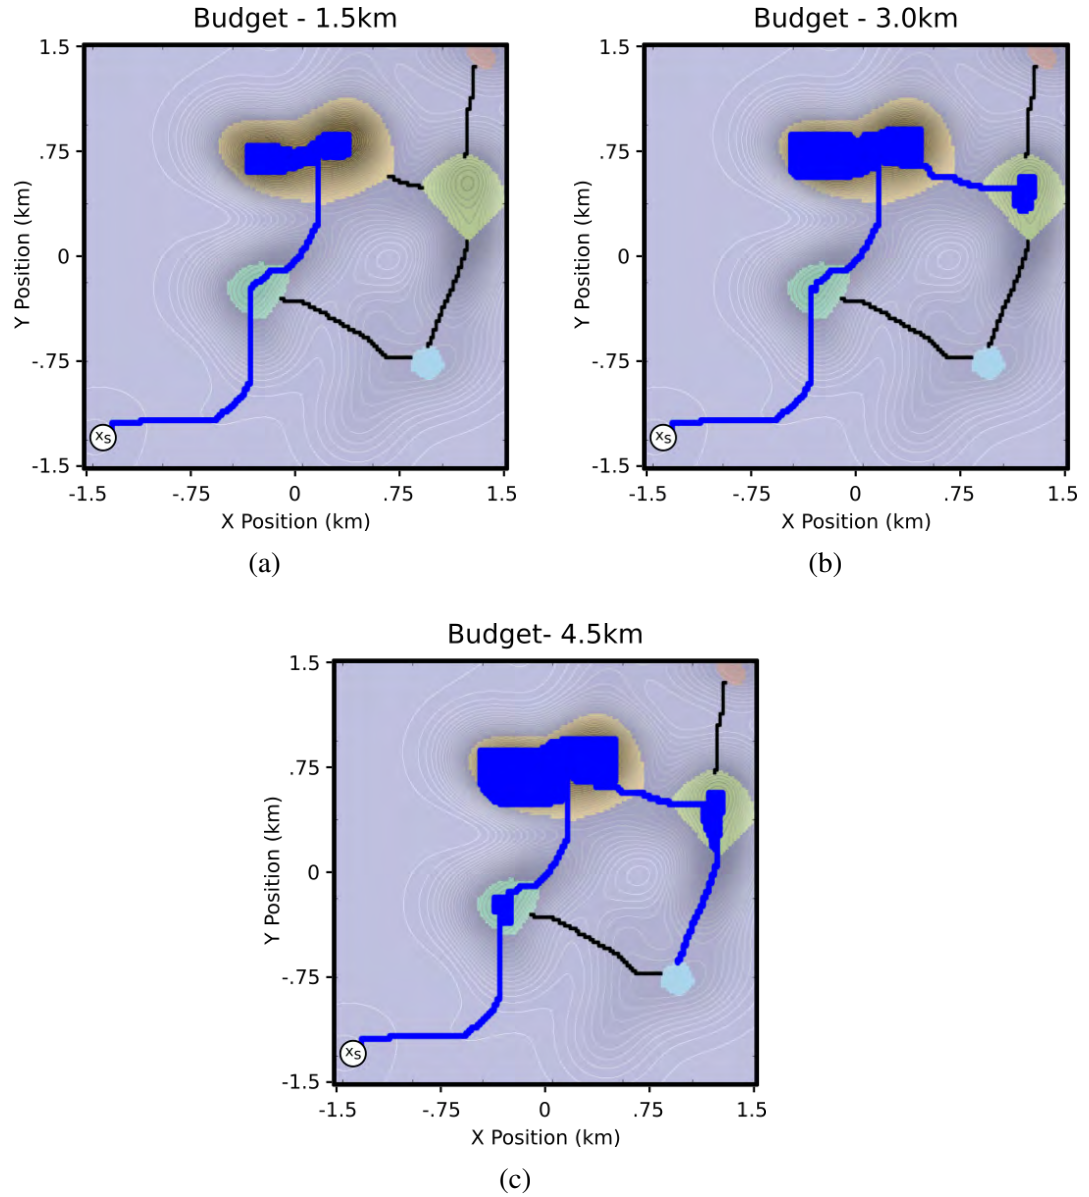 Budget - 1.5km
1.5
.75
0
-.75
-1.5
Y Position (km)
xS
-1.5 -.75 0 .75 1.5
X Position (km)
(a)
Budget - 3.0km
1.5
.75
0
-.75
-1.5
Y Position (km)
xS
-1.5 -.75 0 .75 1.5
X Position (km)
(b)
Budget- 4.5km
1.5
.75
0
-.75
-1.5
Y Position (km)
xS
-1.5 -.75 0 .75 1.5
X Position (km)
(c)